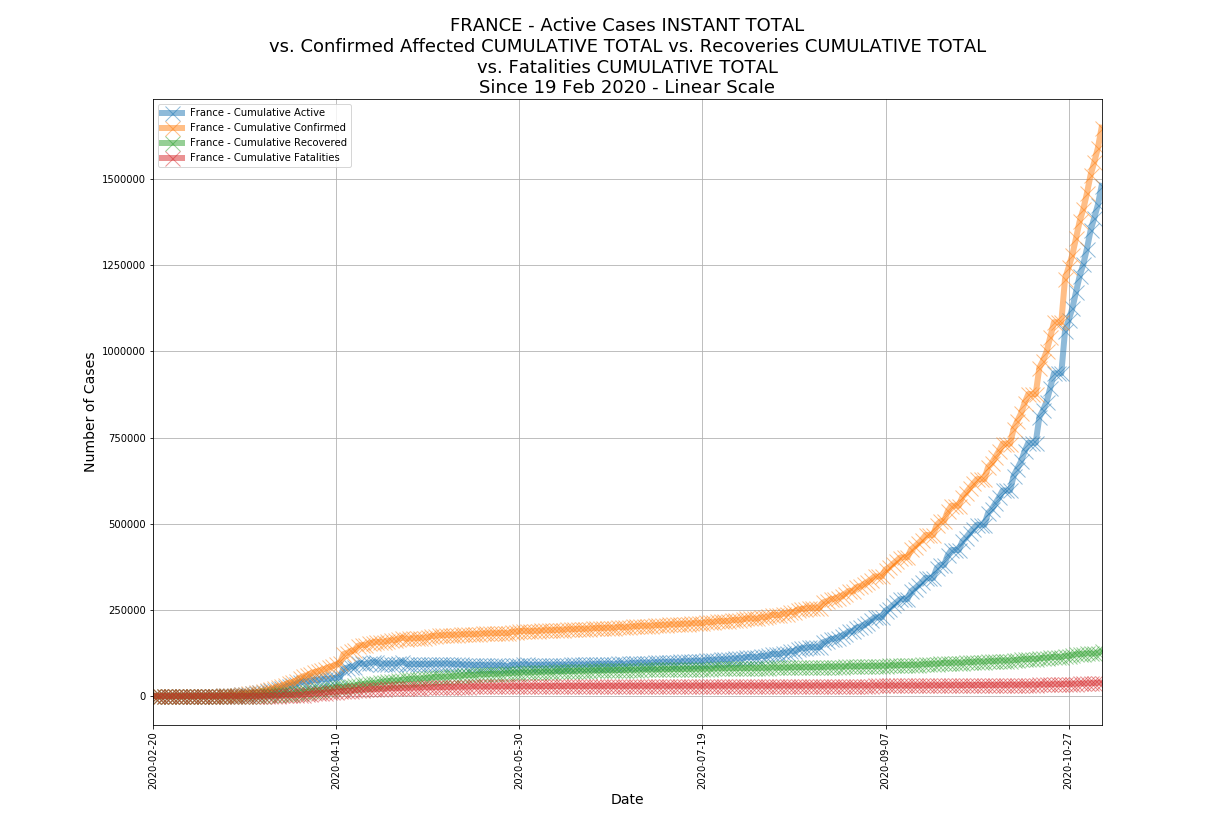 FRANCE - Active Cases INSTANT TOTAL
vs. Confirmed Affected CUMULATIVE TOTAL vs. Recoveries CUMULATIVE TOTAL
vs. Fatalities CUMULATIVE TOTAL
Since 19 Feb 2020 - Linear Scale
France - Cumulative Active
France - Cumulative Confirmed
France - Cumulative Recovered
France - Cumulative Fatalities
Number of Cases
1500000
1250000
1000000
750000
500000
250000
0
2020-02-20
2020-04-10
2020-05-30
2020-07-19
2020-09-07
2020-10-27
Date